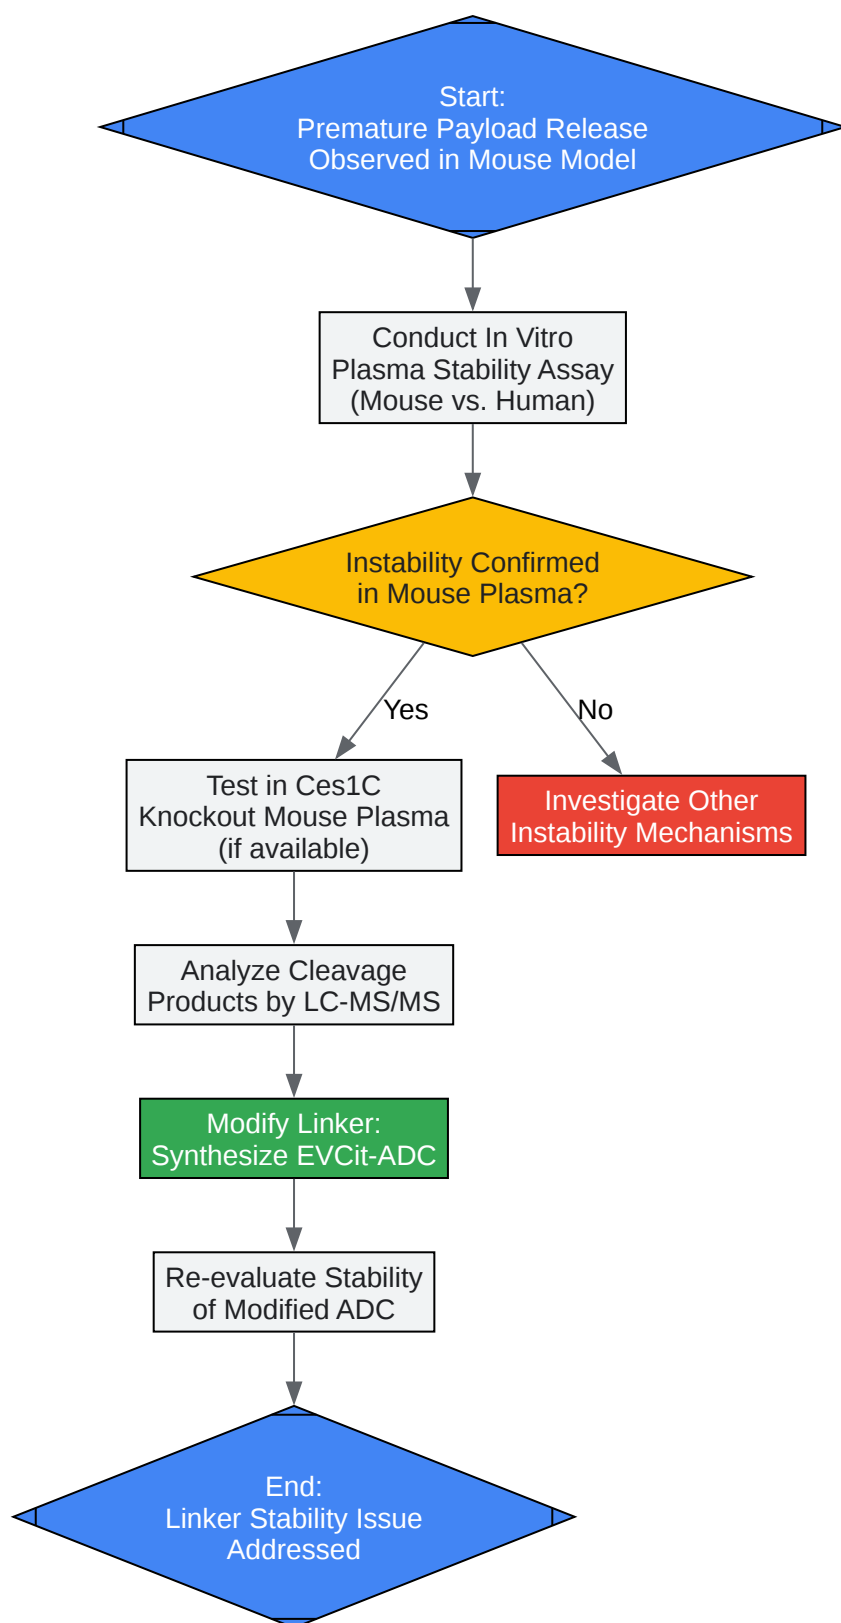 Start:
Premature Payload Release
Observed in Mouse Model
Conduct In Vitro
Plasma Stability Assay
(Mouse vs. Human)
Instability Confirmed
in Mouse Plasma?
Yes
No
Test in Ces1C
Knockout Mouse Plasma
(if available)
Investigate Other
Instability Mechanisms
Analyze Cleavage
Products by LC-MS/MS
Modify Linker:
Synthesize EVCit-ADC
Re-evaluate Stability
of Modified ADC
End:
Linker Stability Issue
Addressed